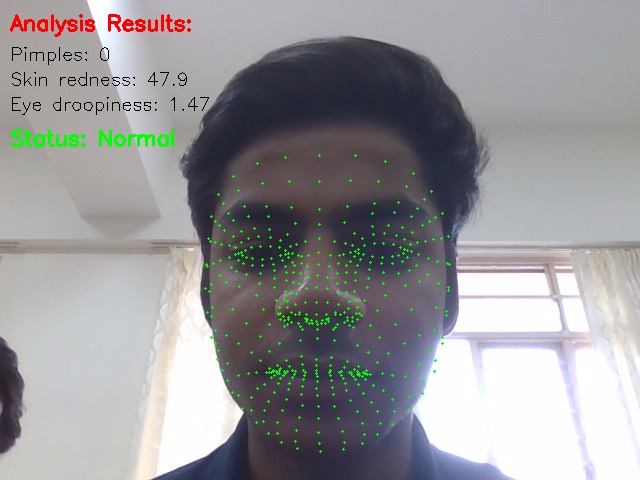 Analysis Results:
Pimples: 0
Skin redness: 47.9
Eye droopiness: 1.47
Status: Normal